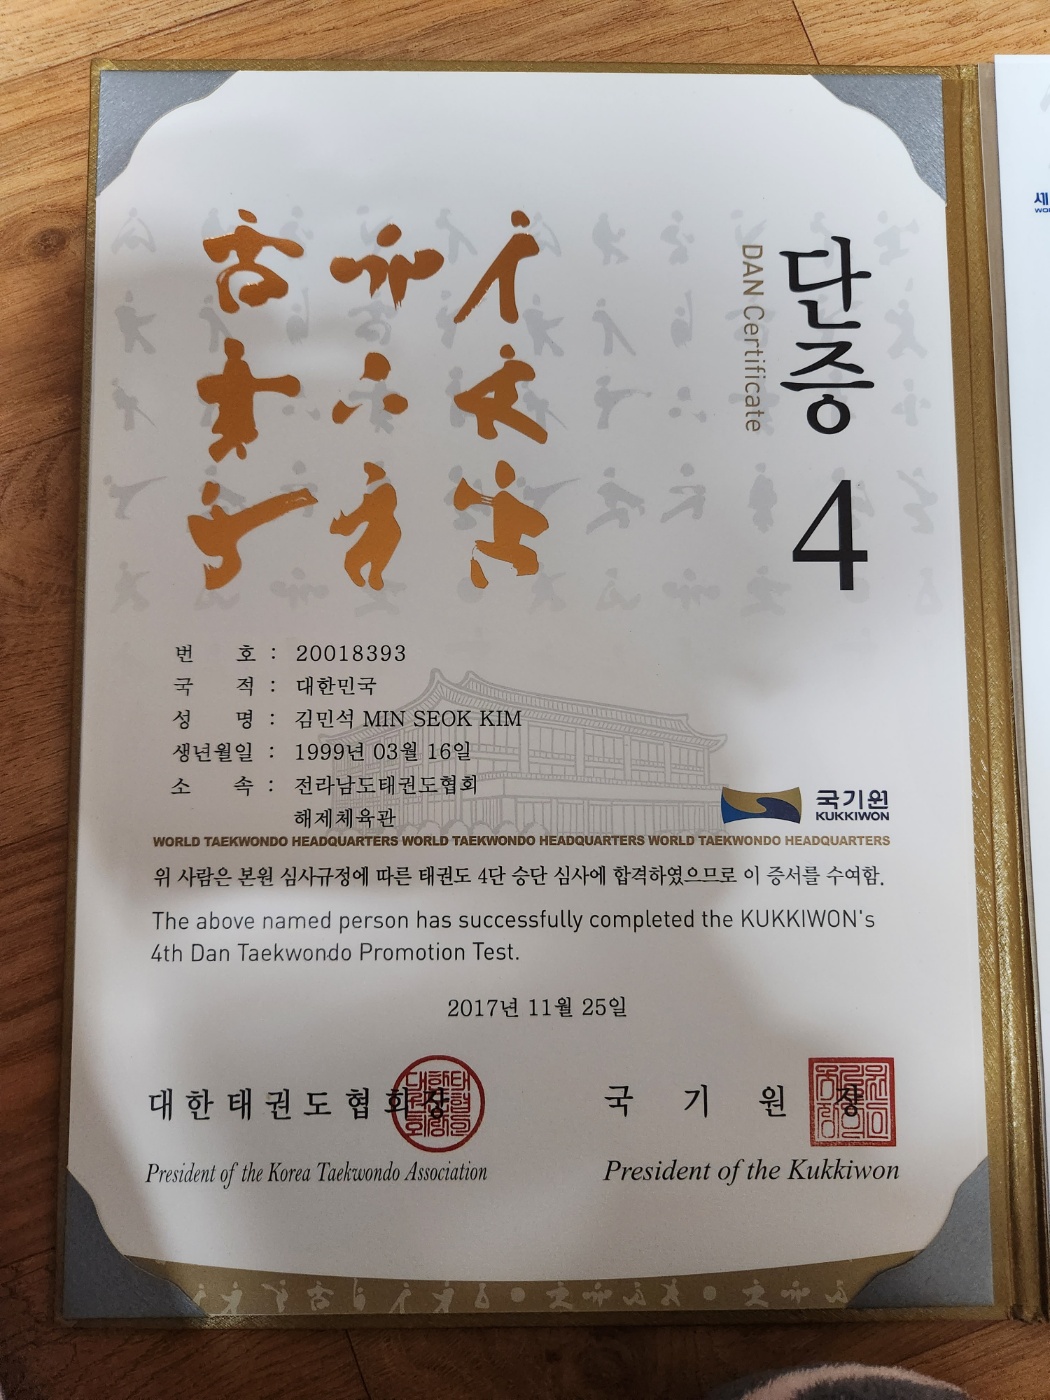 단증 4
DAN Certificate
번 호 : 20018393
국 적 : 대한민국
성 명 : 김민석 MIN SEOK KIM
생년월일 : 1999년 03월 16일
소 속 : 전라남도태권도협회
해제체육관
국기원
KUKKIWON
WORLD TAEKWONDO HEADQUARTERS WORLD TAEKWONDO HEADQUARTERS WORLD TAEKWONDO HEADQUARTERS
위 사람은 본원 심사규정에 따른 태권도 4단 승단 심사에 합격하였으므로 이 증서를 수여함.
The above named person has successfully completed the KUKKIWON's
4th Dan Taekwondo Promotion Test.
2017년 11월 25일
대한태권도협회장
President of the Korea Taekwondo Association
국 기 원 장
President of the Kukkiwon